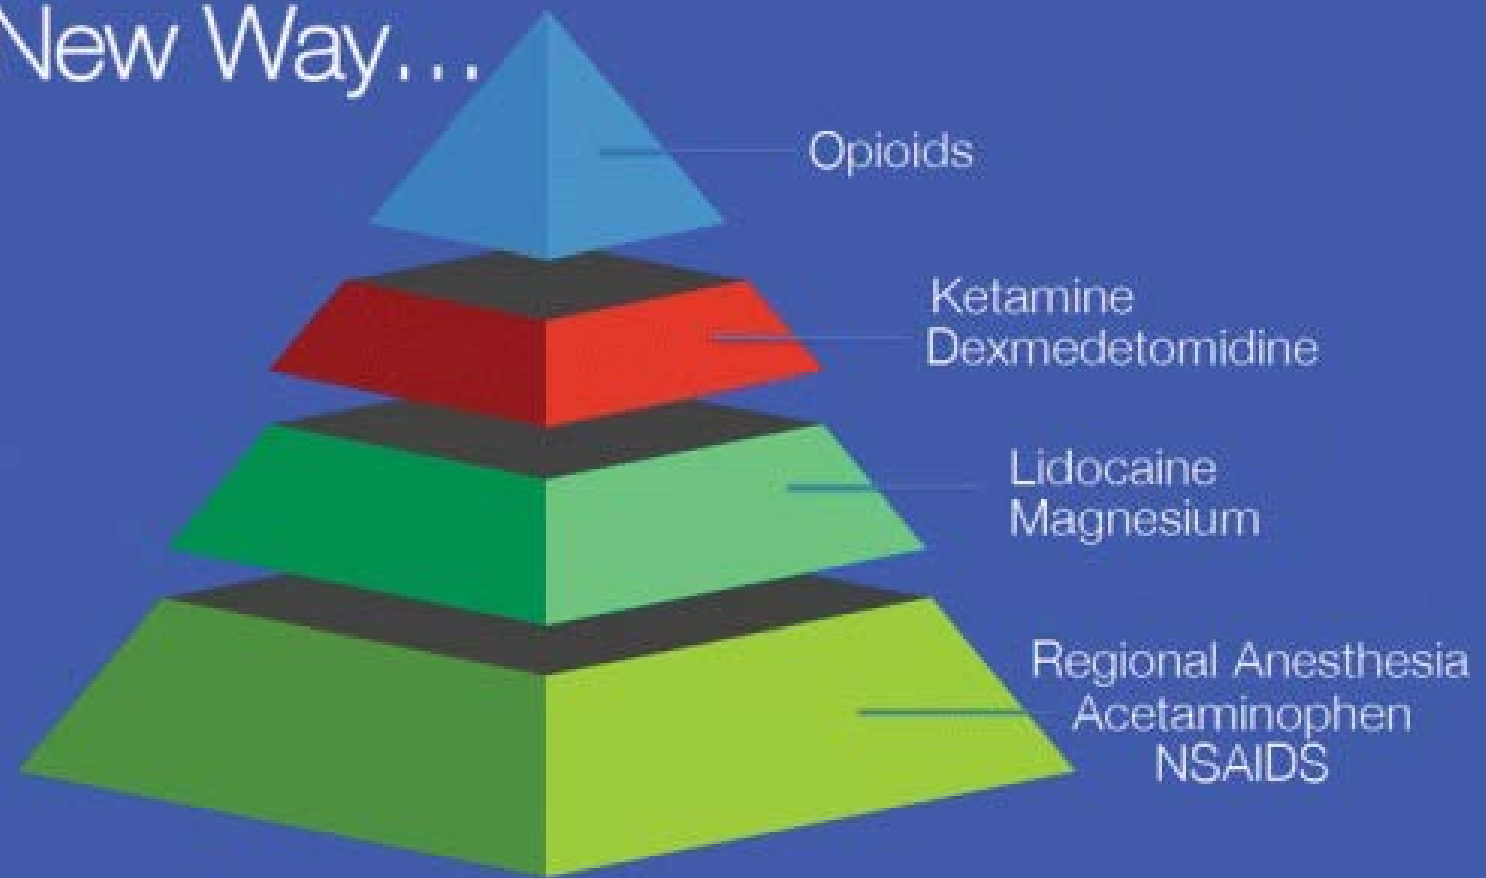 New Way...
Opioids
Ketamine
Dexmedetomidine
Lidocaine
Magnesium
Regional Anesthesia
Acetaminophen
NSAIDS